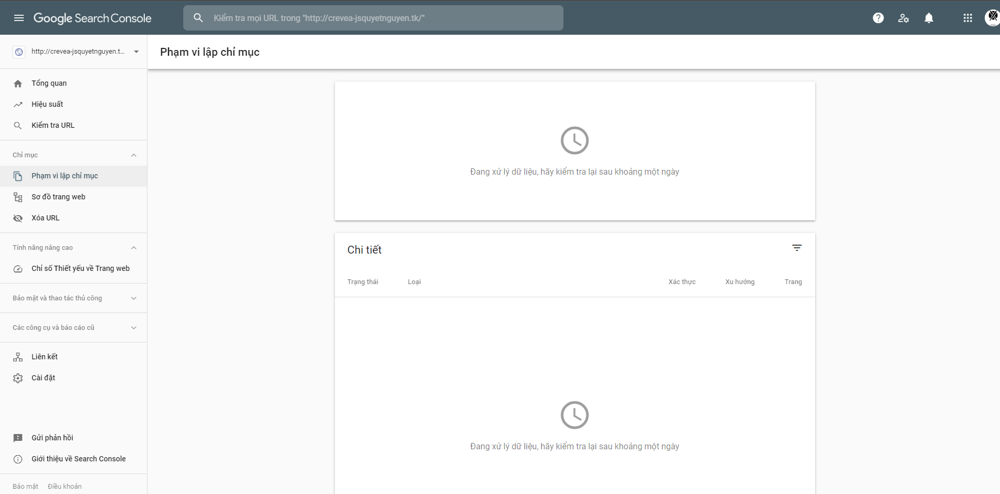 Google Search Console
Kiểm tra mọi URL trong "http://crevea-jsquyetnguyen.tk/"
http://crevea-jsquyetnguyen.t...
Phạm vi lập chỉ mục
Tổng quan
Hiệu suất
Kiểm tra URL
Chỉ mục
Phạm vi lập chỉ mục
Sơ đồ trang web
Xóa URL
Tính năng nâng cao
Chỉ số Thiết yếu về Trang web
Bảo mật và thao tác thủ công
Các công cụ và báo cáo cũ
Liên kết
Cài đặt
Gửi phản hồi
Giới thiệu về Search Console
Bảo mật Điều khoản
Đang xử lý dữ liệu, hãy kiểm tra lại sau khoảng một ngày
Chi tiết
Trạng thái Loại Xác thực Xu hướng Trang
Đang xử lý dữ liệu, hãy kiểm tra lại sau khoảng một ngày